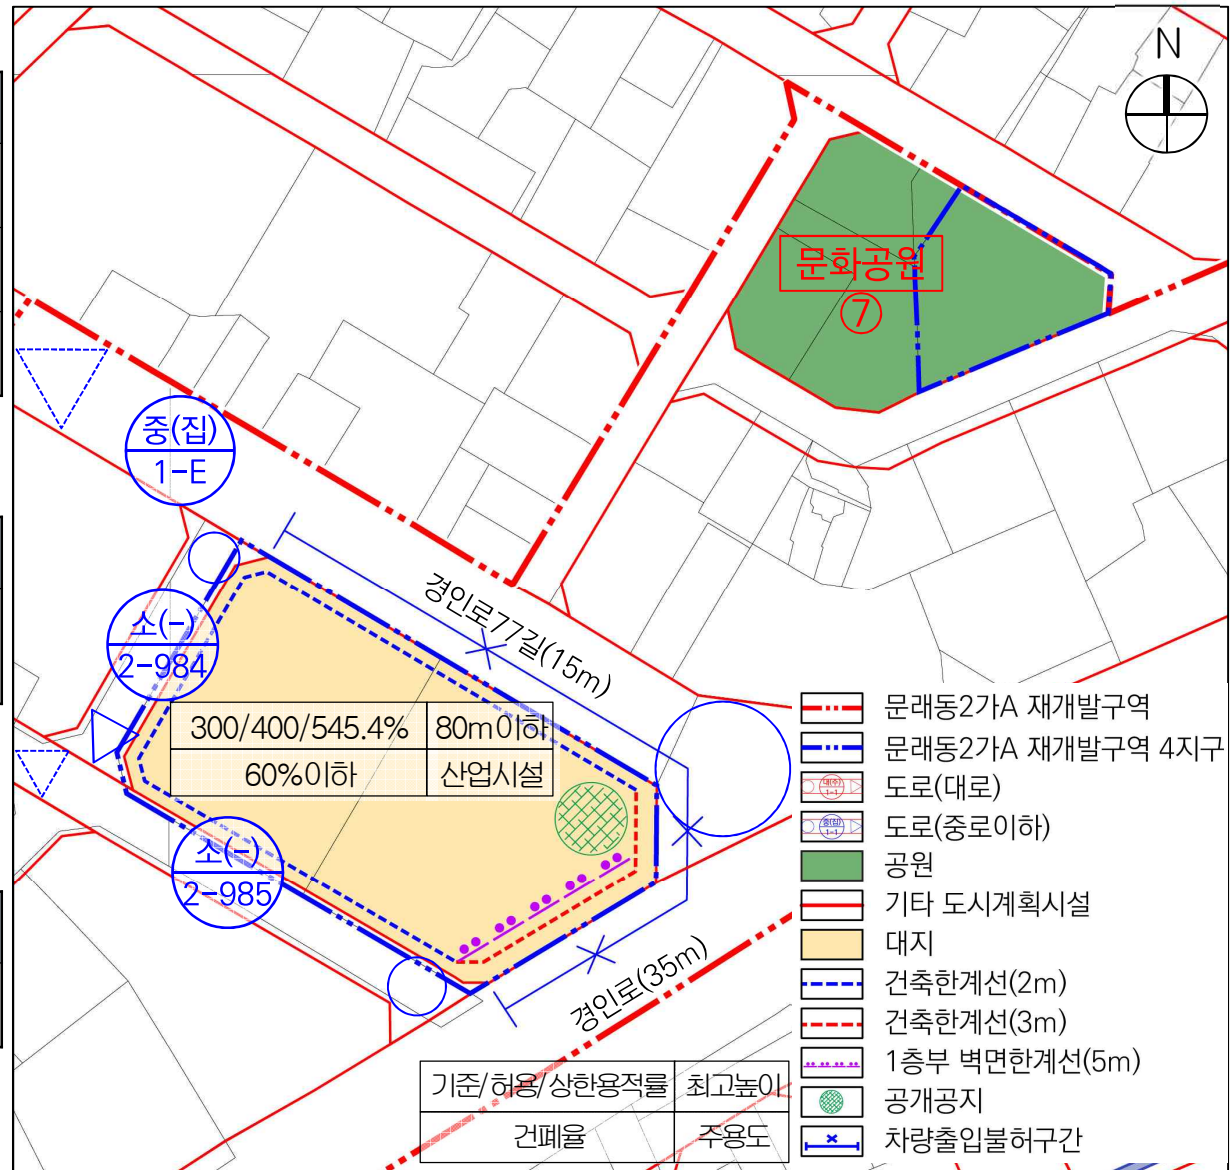 N
문화공원
⑦
중(집)
1-E
경인로77길(15m)
소(-)
2-984
300/400/545.4% 80m이하
60%이하 산업시설
소(-)
2-985
경인로(35m)
기준/허용/상한용적률 최고높이
건폐율 주용도
문래동2가A 재개발구역
문래동2가A 재개발구역 4지구
도로(대로)
도로(중로이하)
공원
기타 도시계획시설
대지
건축한계선(2m)
건축한계선(3m)
1층부 벽면한계선(5m)
공개공지
차량출입불허구간